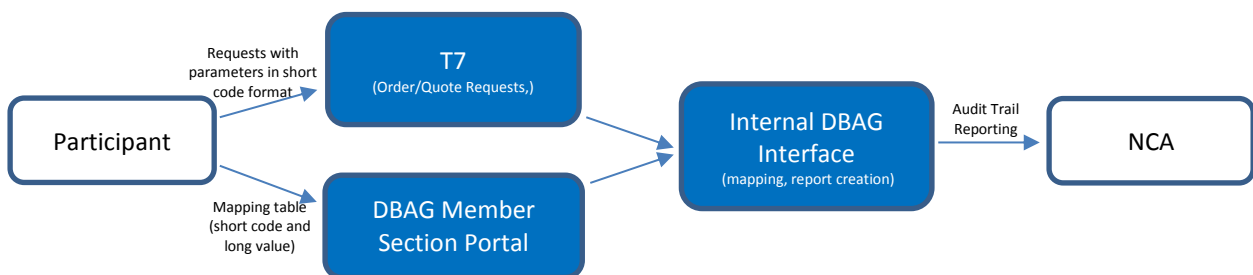 Requests with
parameters in short
code format
T7
(Order/Quote Requests,)
Participant
Internal DBAG
Interface
(mapping, report creation)
Audit Trail
Reporting
NCA
Mapping table
(short code and
long value)
DBAG Member
Section Portal